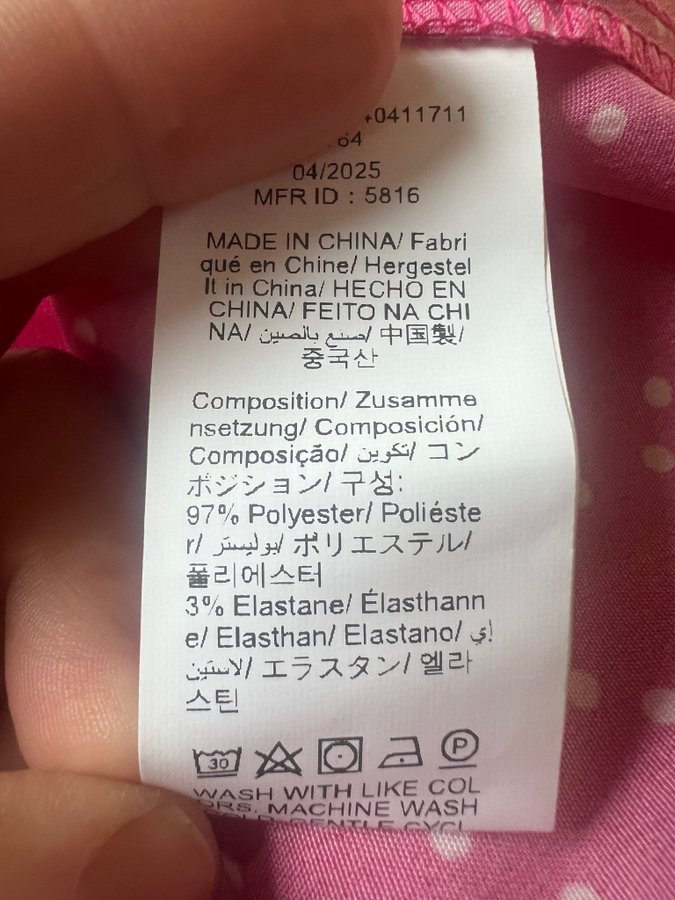 0411711
64
04/2025
MFR ID : 5816
MADE IN CHINA/ Fabri
qué en Chine/ Hergestel
lt in China/ HECHO EN
CHINA/ FEITO NA CHI
NA/ صنع بالصين/ 中国製/
중국산
Composition/ Zusamme
nsetzung/ Composición/
Composição/ تكوين/ コン
ポジション/ 구성:
97% Polyester/ Poliéste
r/ بوليستر/ ポリエステル/
폴리에스터
3% Elastane/ Élasthann
e/ Elasthan/ Elastano/ إي
لاستين/ エラスタン/ 엘라
스틴
30 P
WASH WITH LIKE COL
ORS. MACHINE WASH
COLD. GENTLE CYCL